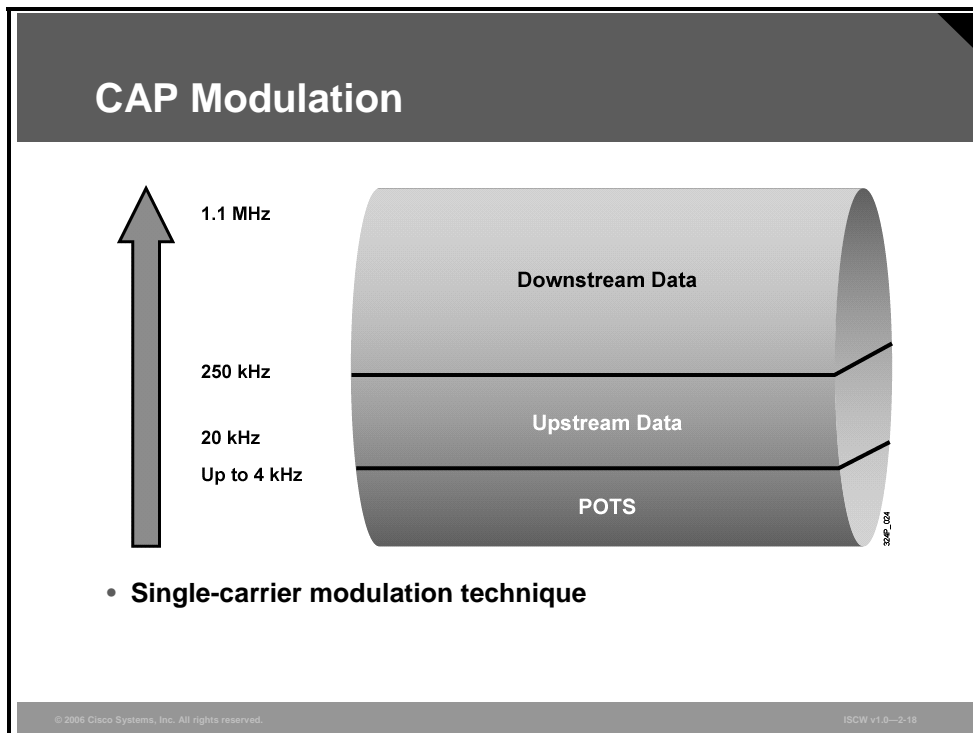 CAP Modulation
1.1 MHz
Downstream Data
250 kHz
Upstream Data
20 kHz
Up to 4 kHz
POTS
324P_024
• Single-carrier modulation technique
© 2006 Cisco Systems, Inc. All rights reserved.
ISCW v1.0—2-18